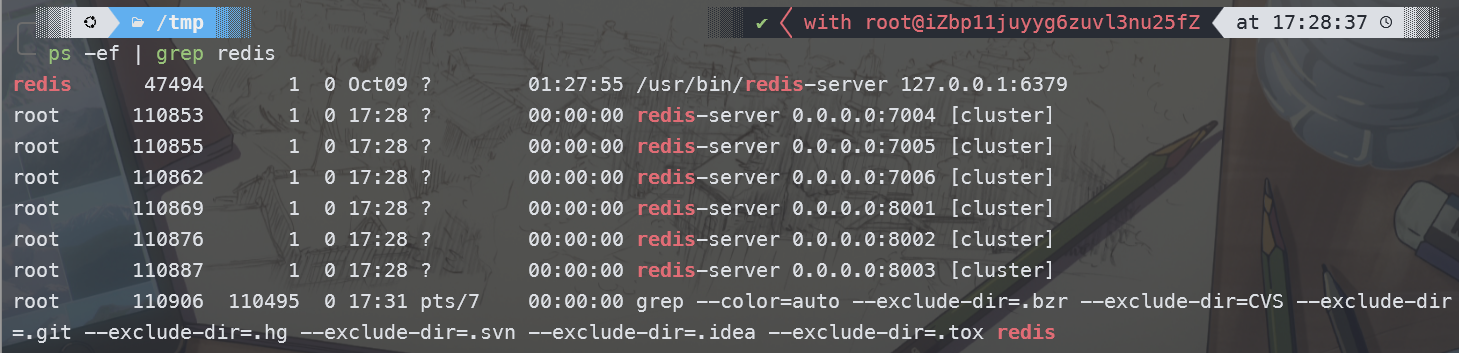 /tmp ✔ with root@iZbp11juyyg6zuvl3nu25fZ at 17:28:37
ps -ef | grep redis
redis 47494 1 0 Oct09 ? 01:27:55 /usr/bin/redis-server 127.0.0.1:6379
root 110853 1 0 17:28 ? 00:00:00 redis-server 0.0.0.0:7004 [cluster]
root 110855 1 0 17:28 ? 00:00:00 redis-server 0.0.0.0:7005 [cluster]
root 110862 1 0 17:28 ? 00:00:00 redis-server 0.0.0.0:7006 [cluster]
root 110869 1 0 17:28 ? 00:00:00 redis-server 0.0.0.0:8001 [cluster]
root 110876 1 0 17:28 ? 00:00:00 redis-server 0.0.0.0:8002 [cluster]
root 110887 1 0 17:28 ? 00:00:00 redis-server 0.0.0.0:8003 [cluster]
root 110906 110495 0 17:31 pts/7 00:00:00 grep --color=auto --exclude-dir=.bzr --exclude-dir=CVS --exclude-dir
=.git --exclude-dir=.hg --exclude-dir=.svn --exclude-dir=.idea --exclude-dir=.tox redis